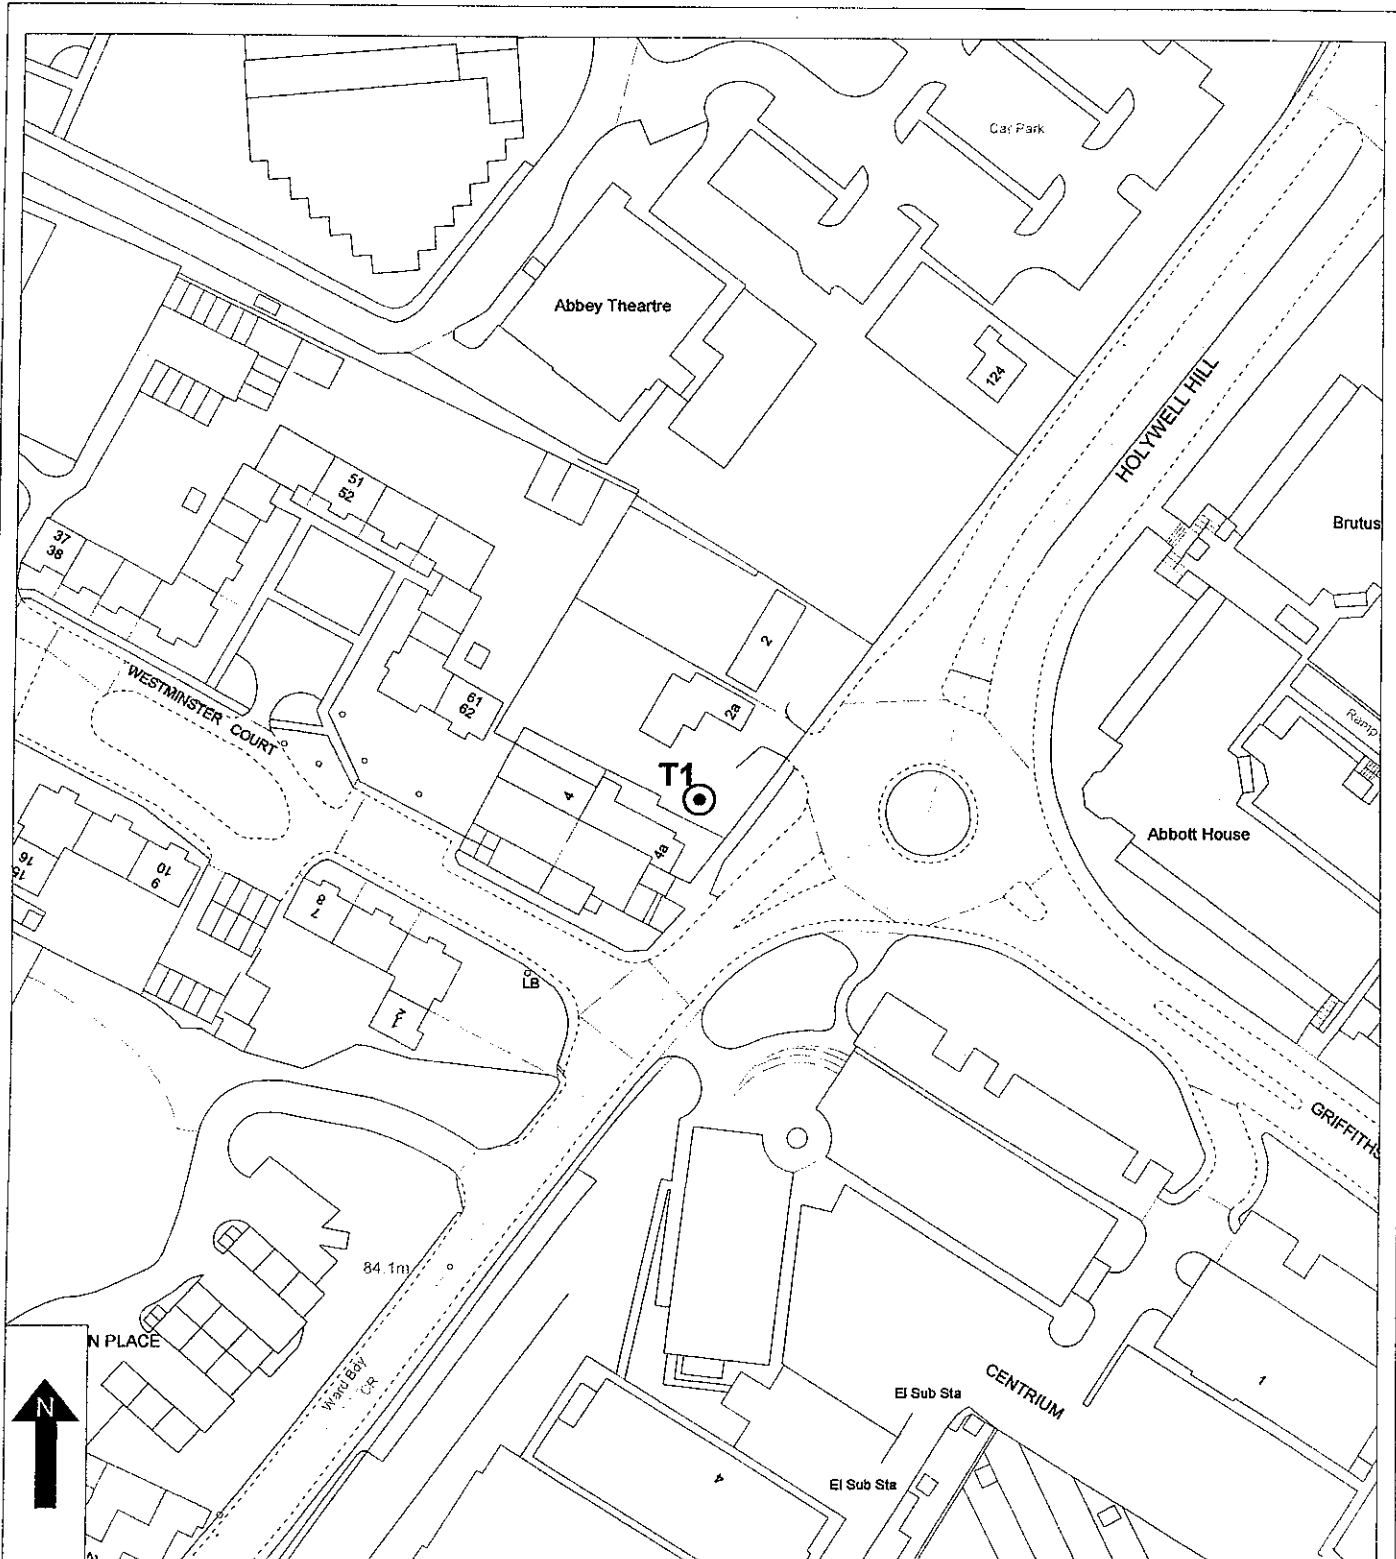 Car Park
Abbey Theartre
124
HOLYWELL HILL
Brutus
51
52
37
38
2
61
62
2a
WESTMINSTER COURT
T1
4
Ramp
Abbott House
4a
16
15
10
9
8
7
LB
1-2
GRIFFITHS
84.1m
N PLACE
Ward Bdy
CR
N
El Sub Sta
CENTRIUM
1
El Sub Sta
4